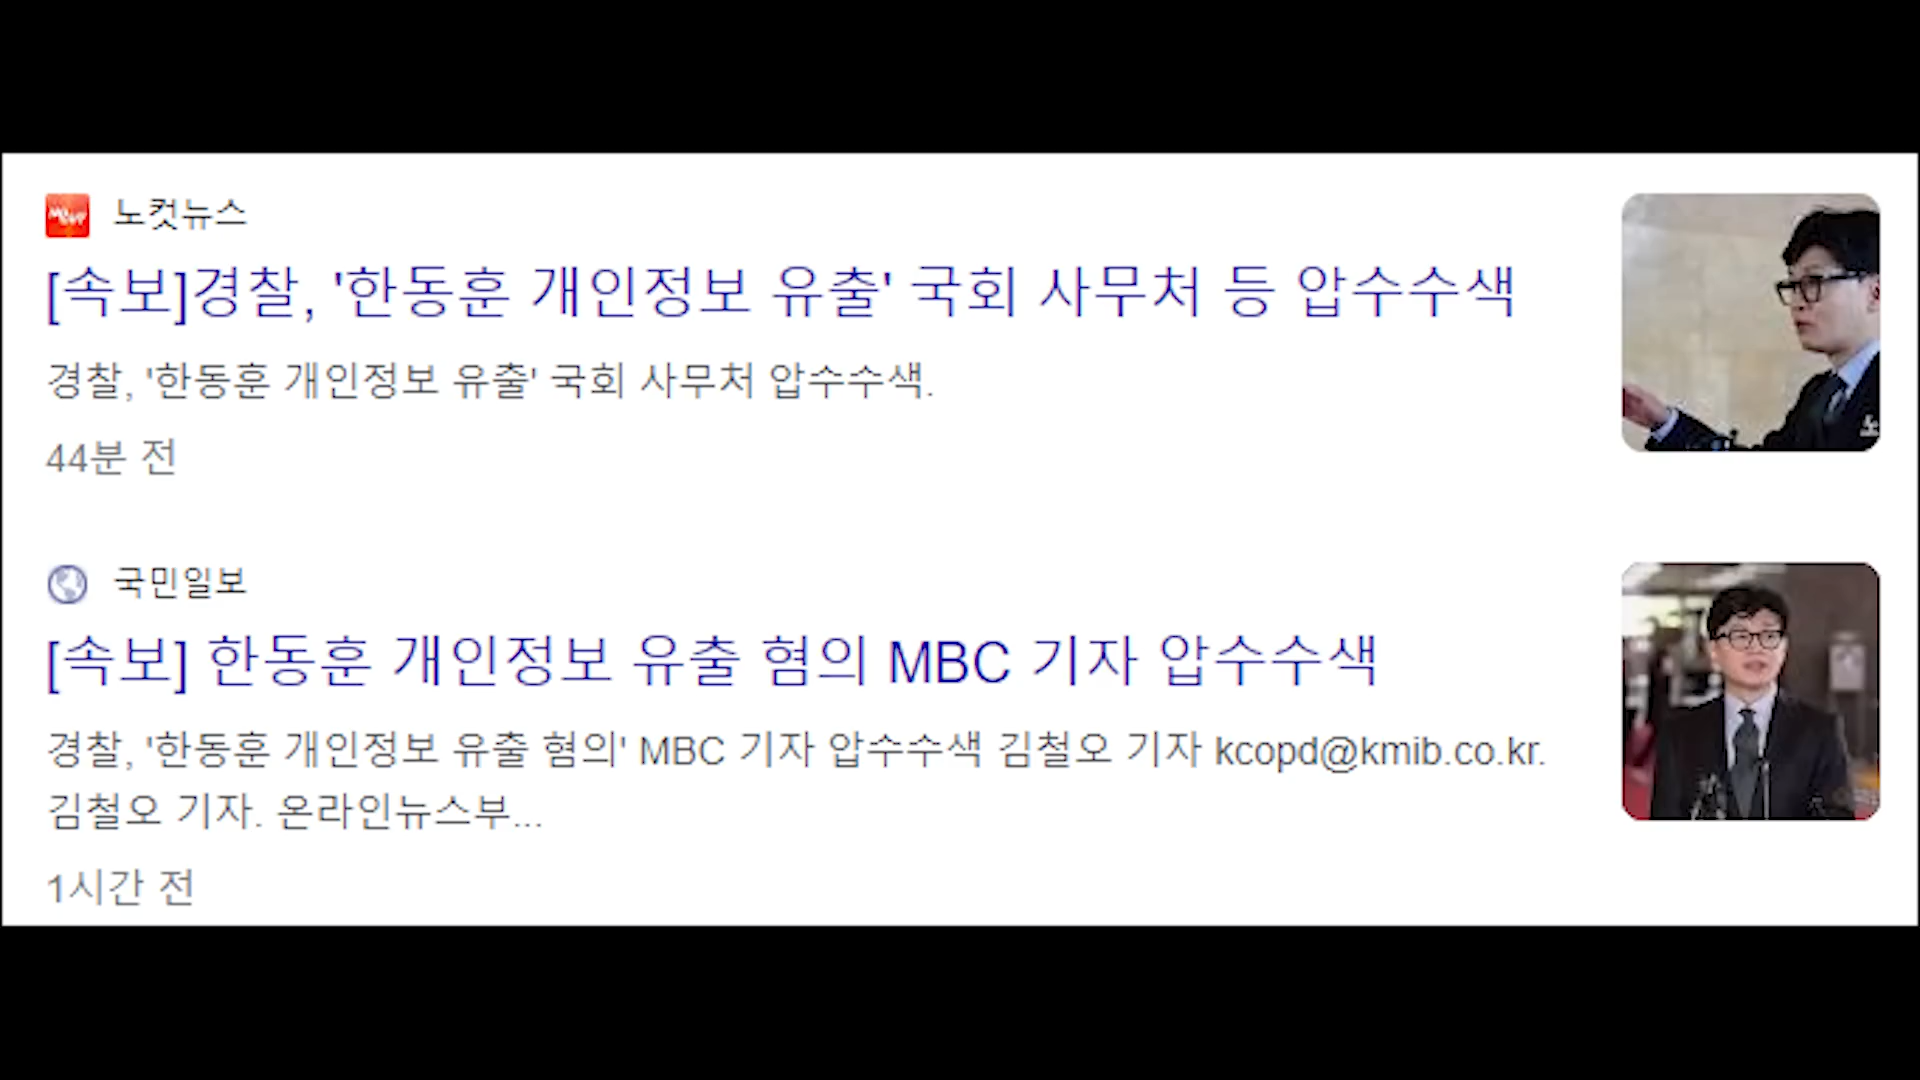 노컷뉴스
[속보]경찰, '한동훈 개인정보 유출' 국회 사무처 등 압수수색
경찰, '한동훈 개인정보 유출' 국회 사무처 압수수색.
44분 전
국민일보
[속보] 한동훈 개인정보 유출 혐의 MBC 기자 압수수색
경찰, '한동훈 개인정보 유출 혐의' MBC 기자 압수수색 김철오 기자 kcopd@kmib.co.kr.
김철오 기자. 온라인뉴스부...
1시간 전